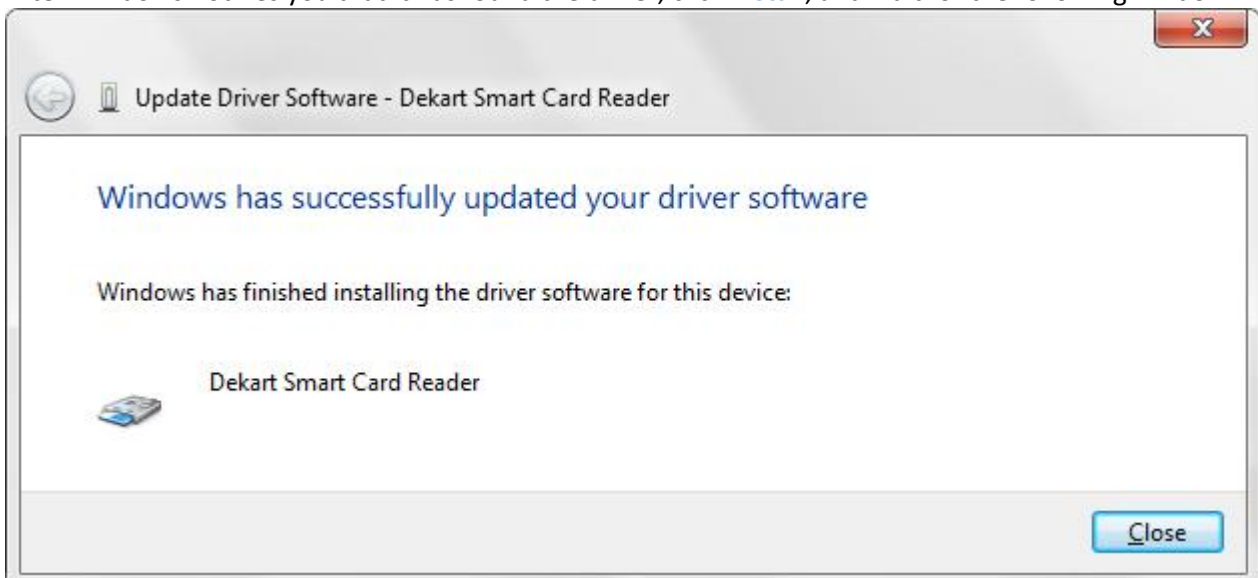 Update Driver Software - Dekart Smart Card Reader
Windows has successfully updated your driver software
Windows has finished installing the driver software for this device:
Dekart Smart Card Reader
Close